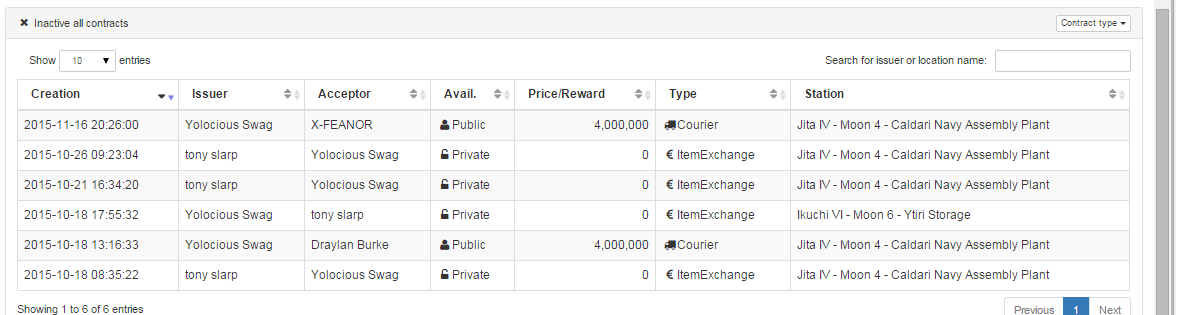 Inactive all contracts Contract type
Show 10 entries Search for issuer or location name:
Creation Issuer Acceptor Avail. Price/Reward Type Station
2015-11-16 20:26:00 Yolocious Swag X-FEANOR Public 4,000,000 Courier Jita IV - Moon 4 - Caldari Navy Assembly Plant
2015-10-26 09:23:04 tony slarp Yolocious Swag Private 0 € ItemExchange Jita IV - Moon 4 - Caldari Navy Assembly Plant
2015-10-21 16:34:20 tony slarp Yolocious Swag Private 0 € ItemExchange Jita IV - Moon 4 - Caldari Navy Assembly Plant
2015-10-18 17:55:32 Yolocious Swag tony slarp Private 0 € ItemExchange Ikuchi VI - Moon 6 - Ytiri Storage
2015-10-18 13:16:33 Yolocious Swag Draylan Burke Public 4,000,000 Courier Jita IV - Moon 4 - Caldari Navy Assembly Plant
2015-10-18 08:35:22 tony slarp Yolocious Swag Private 0 € ItemExchange Jita IV - Moon 4 - Caldari Navy Assembly Plant
Showing 1 to 6 of 6 entries Previous 1 Next